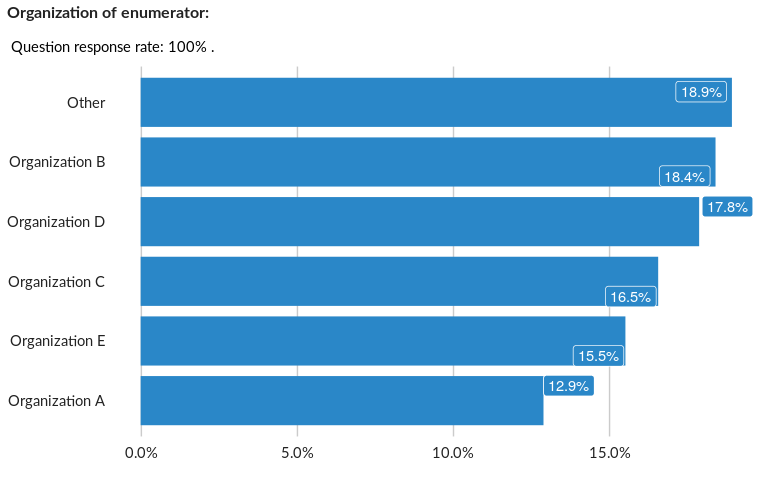 Organization of enumerator:
Question response rate: 100% .
Other
18.9%
Organization B
18.4%
Organization D
17.8%
Organization C
16.5%
Organization E
15.5%
Organization A
12.9%
0.0% 5.0% 10.0% 15.0%